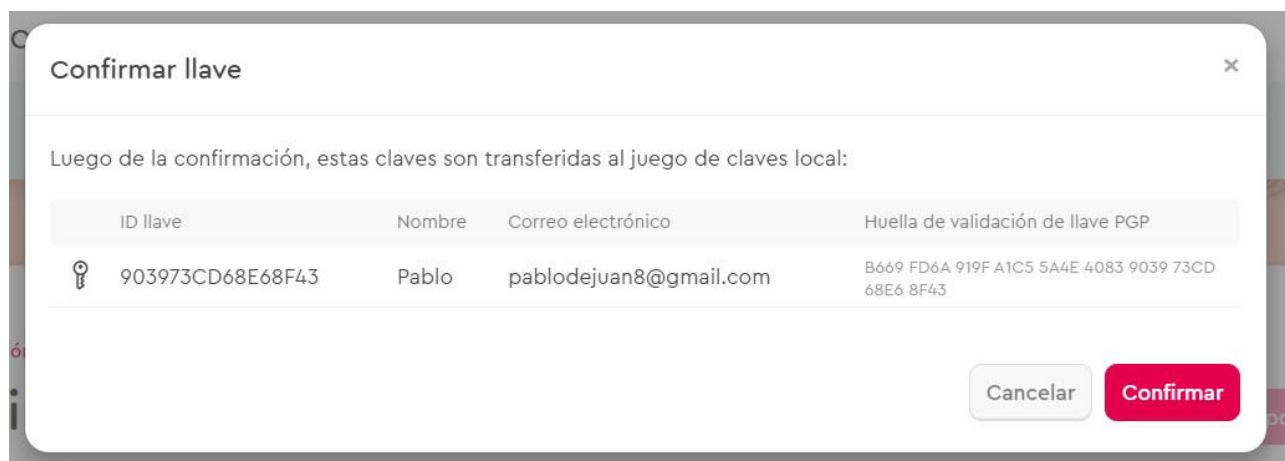 Confirmar llave
×
Luego de la confirmación, estas claves son transferidas al juego de claves local:
ID llave Nombre Correo electrónico Huella de validación de llave PGP
903973CD68E68F43 Pablo pablodejuan8@gmail.com B669 FD6A 919F A1C5 5A4E 4083 9039 73CD
68E6 8F43
Cancelar Confirmar